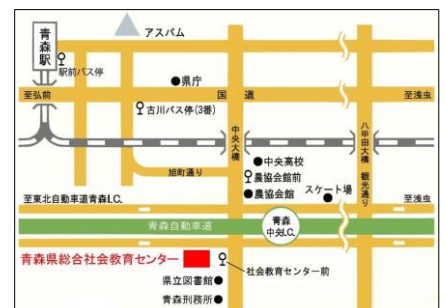 アスパム
青森駅
駅前バス停
県庁
至弘前
国道
至浅虫
古川バス停(3番)
中央大橋
八甲田大橋
観光通り
中央高校
旭町通り
農協会館前
農協会館
スケート場
至東北自動車道青森I.C.
至浅虫
青森自動車道
青森中央I.C.
青森県総合社会教育センター
社会教育センター前
県立図書館
青森刑務所